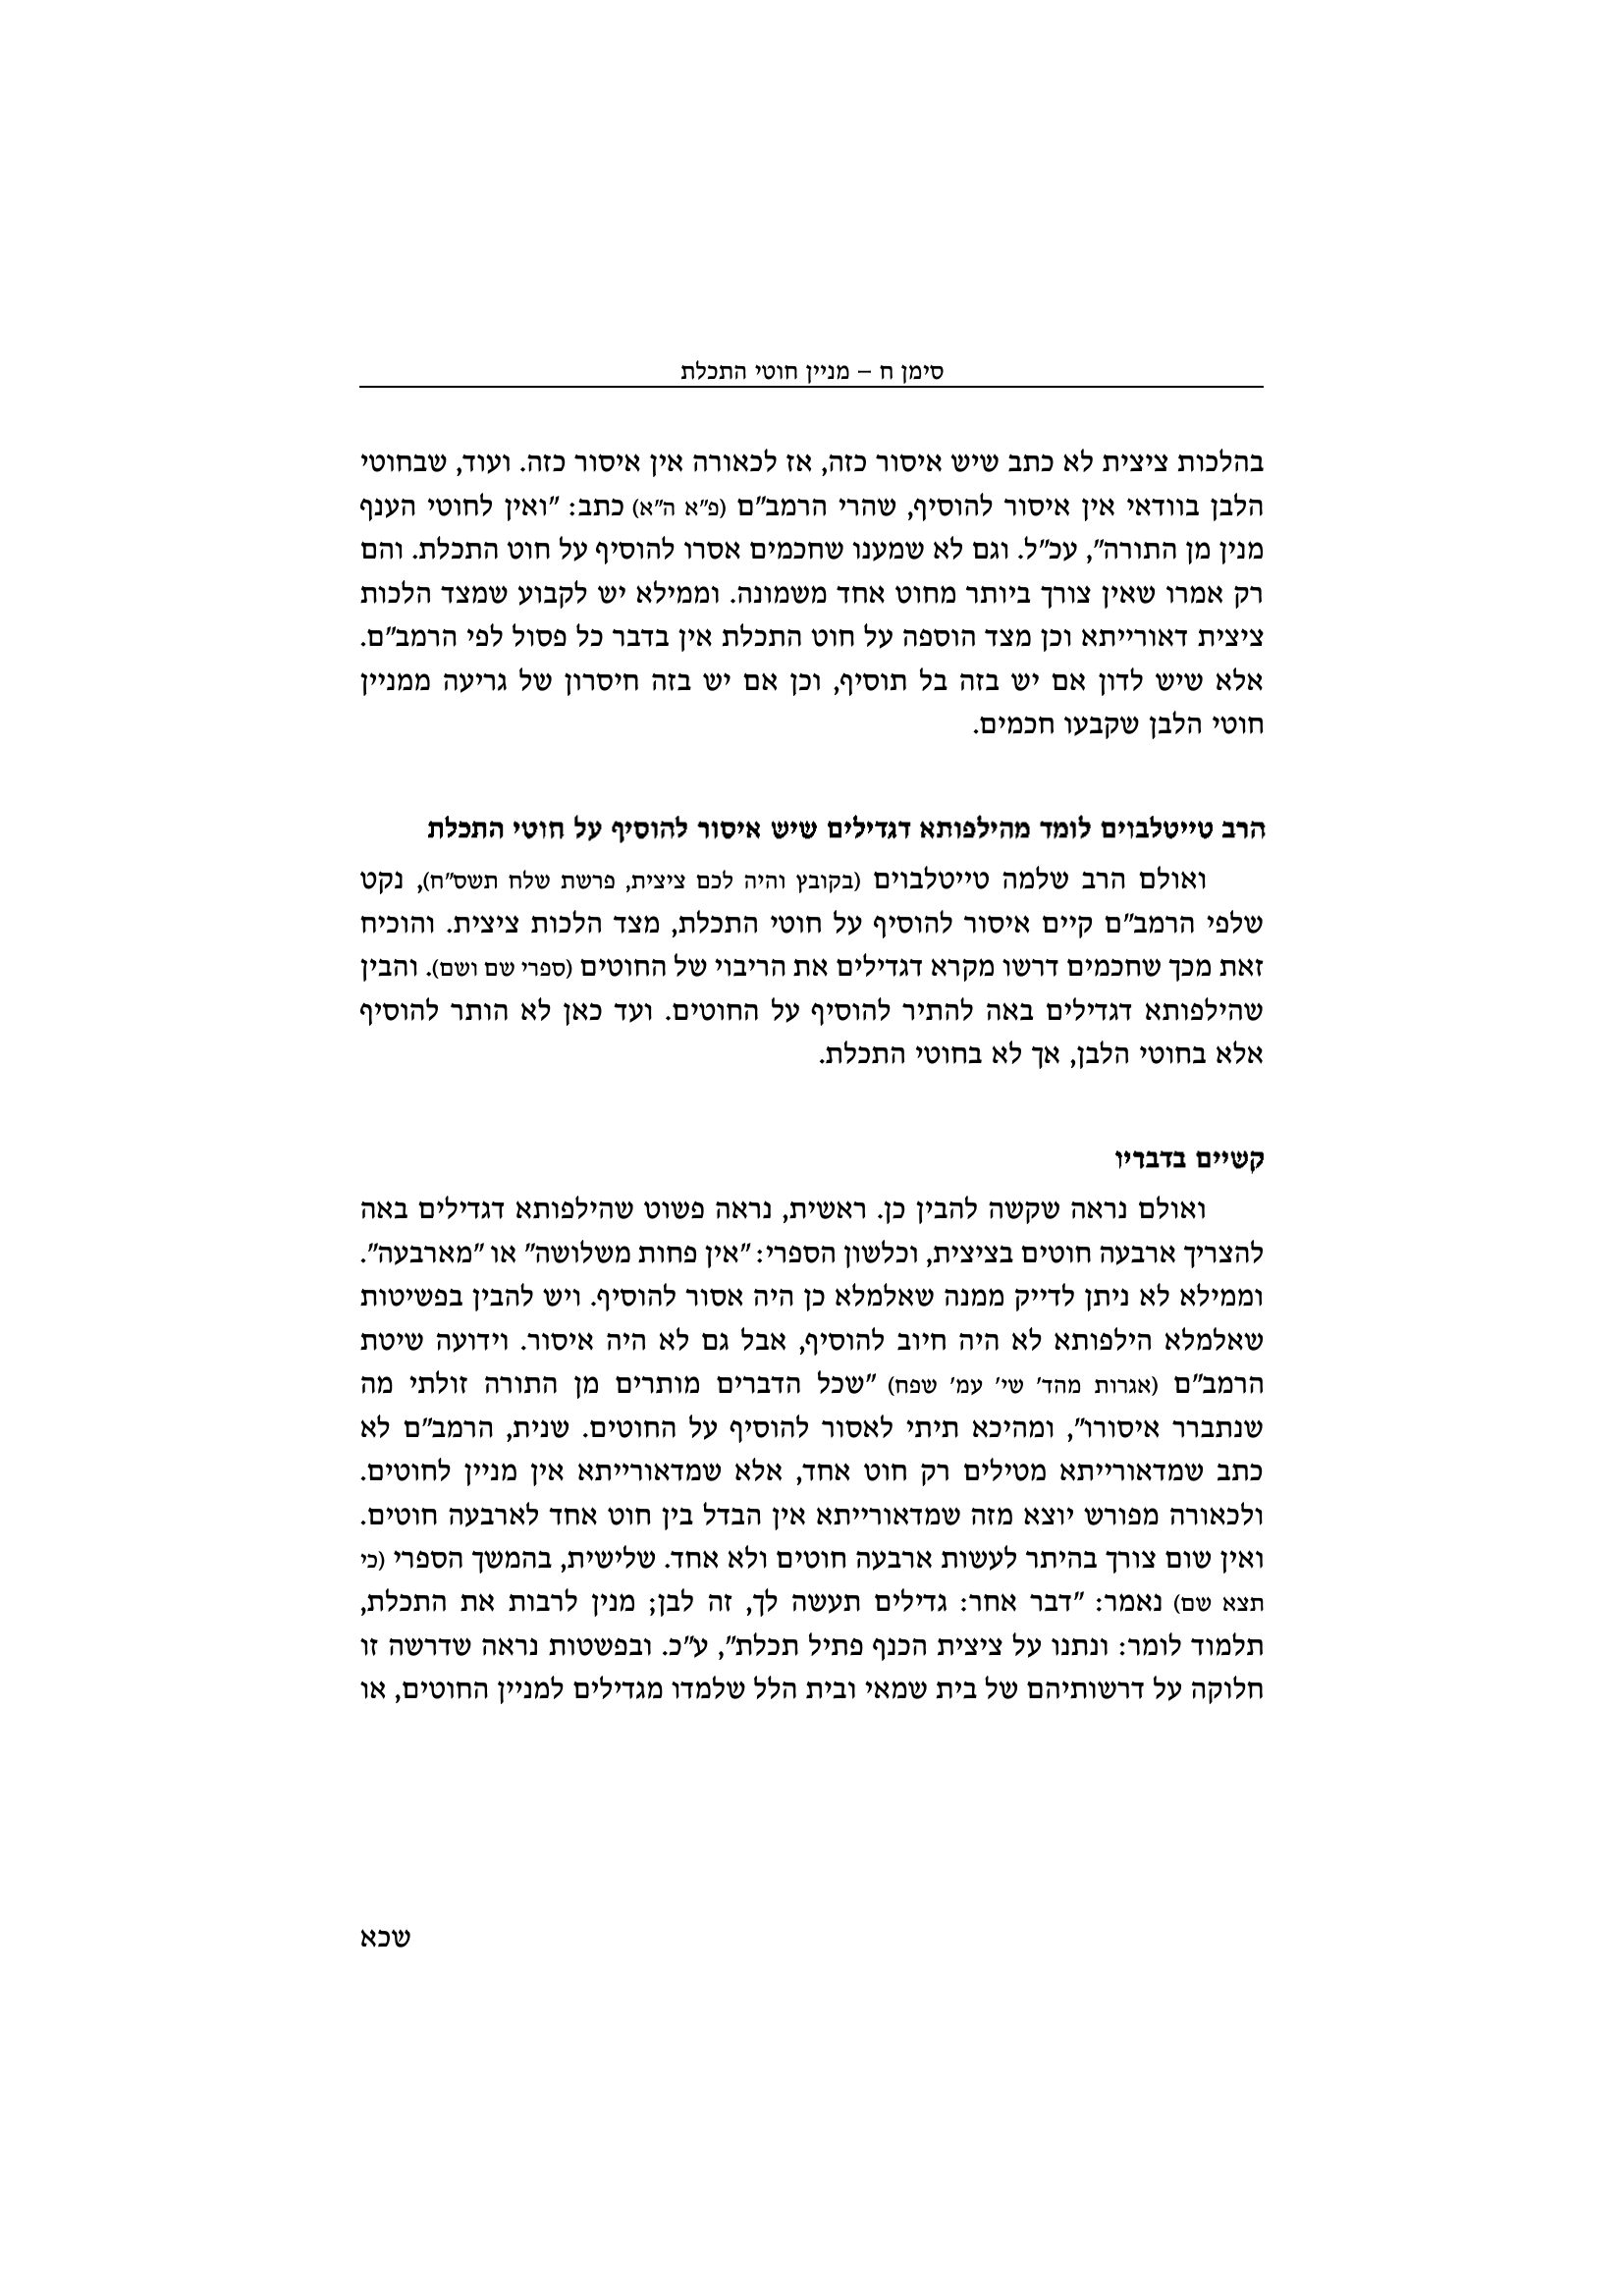 סימן ח – מניין חוטי התכלת
בהלכות ציצית לא כתב שיש איסור כזה, אז לכאורה אין איסור כזה. ועוד, שבחוטי
הלבן בוודאי אין איסור להוסיף, שהרי הרמב״ם (פ״א ה״א) כתב: ״ואין לחוטי הענף
מנין מן התורה״, עכ״ל. וגם לא שמענו שחכמים אסרו להוסיף על חוט התכלת. והם
רק אמרו שאין צורך ביותר מחוט אחד משמונה. וממילא יש לקבוע שמצד הלכות
ציצית דאורייתא וכן מצד הוספה על חוט התכלת אין בדבר כל פסול לפי הרמב״ם.
אלא שיש לדון אם יש בזה בל תוסיף, וכן אם יש בזה חיסרון של גריעה ממניין
חוטי הלבן שקבעו חכמים.
הרב טייטלבוים לומד מהילפותא דגדילים שיש איסור להוסיף על חוטי התכלת
ואולם הרב שלמה טייטלבוים (בקובץ והיה לכם ציצית, פרשת שלח תשס״ח), נקט
שלפי הרמב״ם קיים איסור להוסיף על חוטי התכלת, מצד הלכות ציצית. והוכיח
זאת מכך שחכמים דרשו מקרא דגדילים את הריבוי של החוטים (ספרי שם ושם). והבין
שהילפותא דגדילים באה להתיר להוסיף על החוטים. ועד כאן לא הותר להוסיף
אלא בחוטי הלבן, אך לא בחוטי התכלת.
קשיים בדבריו
ואולם נראה שקשה להבין כן. ראשית, נראה פשוט שהילפותא דגדילים באה
להצריך ארבעה חוטים בציצית, וכלשון הספרי: ״אין פחות משלושה״ או ״מארבעה״.
וממילא לא ניתן לדייק ממנה שאלמלא כן היה אסור להוסיף. ויש להבין בפשיטות
שאלמלא הילפותא לא היה חיוב להוסיף, אבל גם לא היה איסור. וידועה שיטת
הרמב״ם (אגרות מהד׳ שי׳ עמ׳ שפח) ״שכל הדברים מותרים מן התורה זולתי מה
שנתברר איסורו״, ומהיכא תיתי לאסור להוסיף על החוטים. שנית, הרמב״ם לא
כתב שמדאורייתא מטילים רק חוט אחד, אלא שמדאורייתא אין מניין לחוטים.
ולכאורה מפורש יוצא מזה שמדאורייתא אין הבדל בין חוט אחד לארבעה חוטים.
ואין שום צורך בהיתר לעשות ארבעה חוטים ולא אחד. שלישית, בהמשך הספרי (כי
תצא שם) נאמר: ״דבר אחר: גדילים תעשה לך, זה לבן; מנין לרבות את התכלת,
תלמוד לומר: ונתנו על ציצית הכנף פתיל תכלת״, ע״כ. ובפשטות נראה שדרשה זו
חלוקה על דרשותיהם של בית שמאי ובית הלל שלמדו מגדילים למניין החוטים, או
שכא